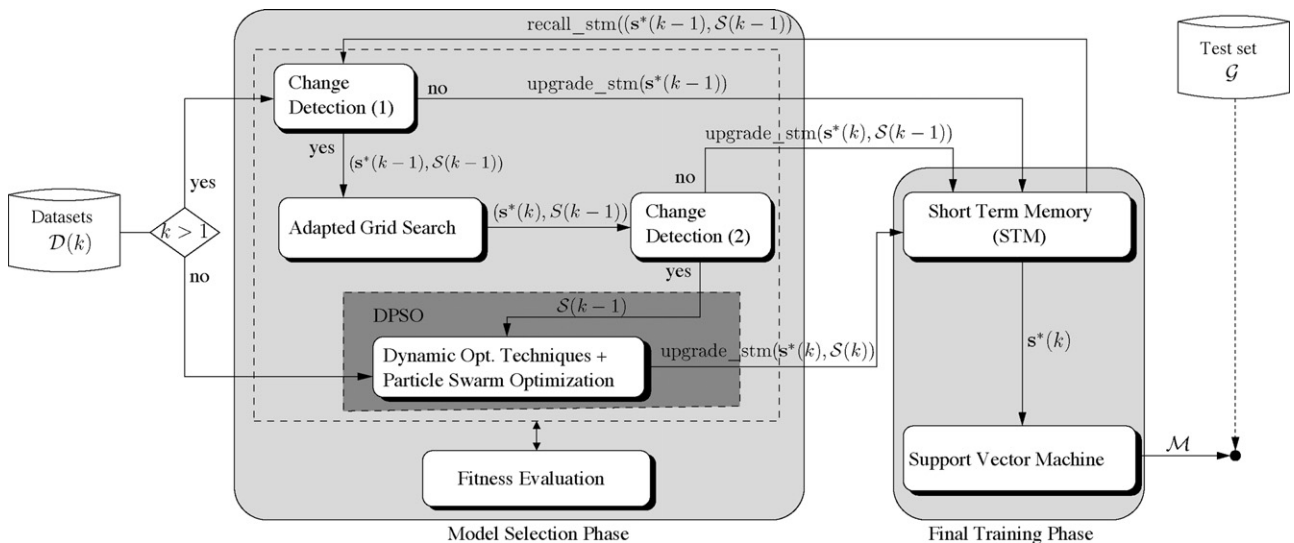 recall_stm((s*(k−1), 𝒮(k−1))
Test set
𝒢
Change
Detection (1)
no
upgrade_stm(s*(k−1)
yes
(s*(k−1), 𝒮(k−1))
upgrade_stm(s*(k), 𝒮(k−1))
no
yes
Datasets
𝒟(k)
k > 1
no
Adapted Grid Search
(s*(k), S(k−1))
Change
Detection (2)
yes
Short Term Memory
(STM)
DPSO
𝒮(k−1)
Dynamic Opt. Techniques +
Particle Swarm Optimization
upgrade_stm(s*(k), 𝒮(k))
s*(k)
Support Vector Machine
ℳ
Fitness Evaluation
Model Selection Phase
Final Training Phase